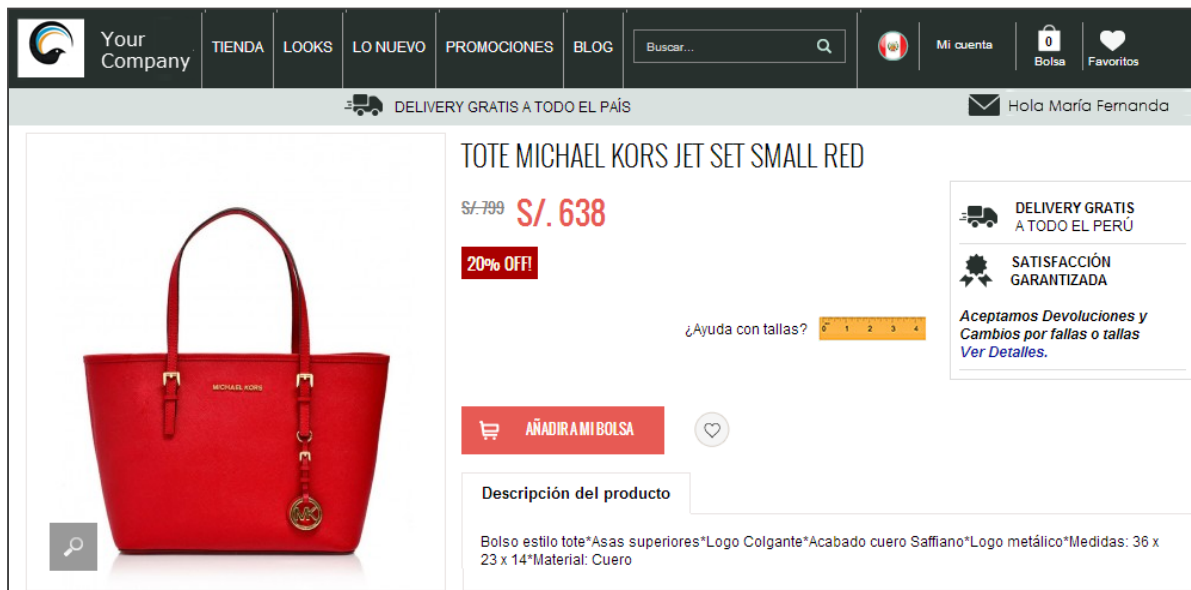 Your
Company
TIENDA
LOOKS
LO NUEVO
PROMOCIONES
BLOG
Buscar...
Mi cuenta
0
Bolsa
Favoritos
DELIVERY GRATIS A TODO EL PAÍS
Hola María Fernanda
TOTE MICHAEL KORS JET SET SMALL RED
S/. 799 S/. 638
20% OFF!
¿Ayuda con tallas?
0 1 2 3 4
DELIVERY GRATIS
A TODO EL PERÚ
SATISFACCIÓN
GARANTIZADA
Aceptamos Devoluciones y
Cambios por fallas o tallas
Ver Detalles.
MICHAEL KORS
MK
AÑADIR A MI BOLSA
Descripción del producto
Bolso estilo tote*Asas superiores*Logo Colgante*Acabado cuero Saffiano*Logo metálico*Medidas: 36 x
23 x 14*Material: Cuero